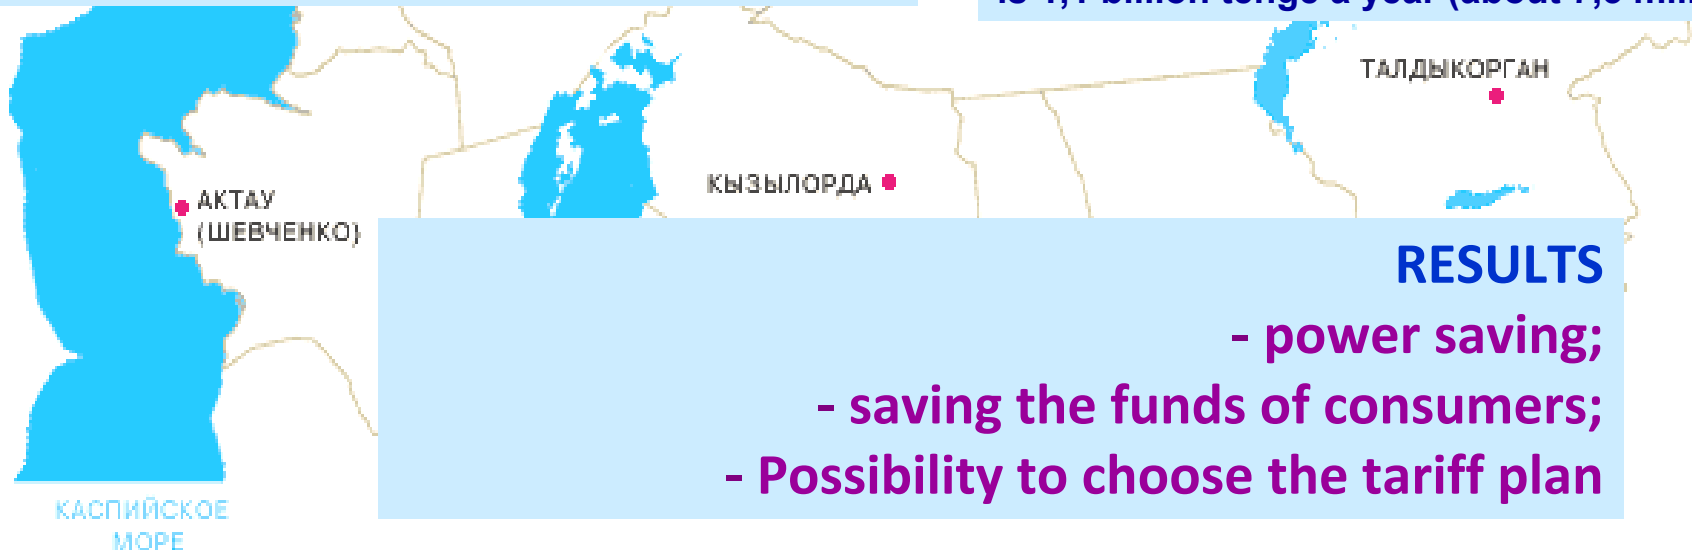 ТАЛДЫКОРГАН
КЫЗЫЛОРДА
АКТАУ
(ШЕВЧЕНКО)
RESULTS
- power saving;
- saving the funds of consumers;
- Possibility to choose the tariff plan
КАСПИЙСКОЕ
МОРЕ